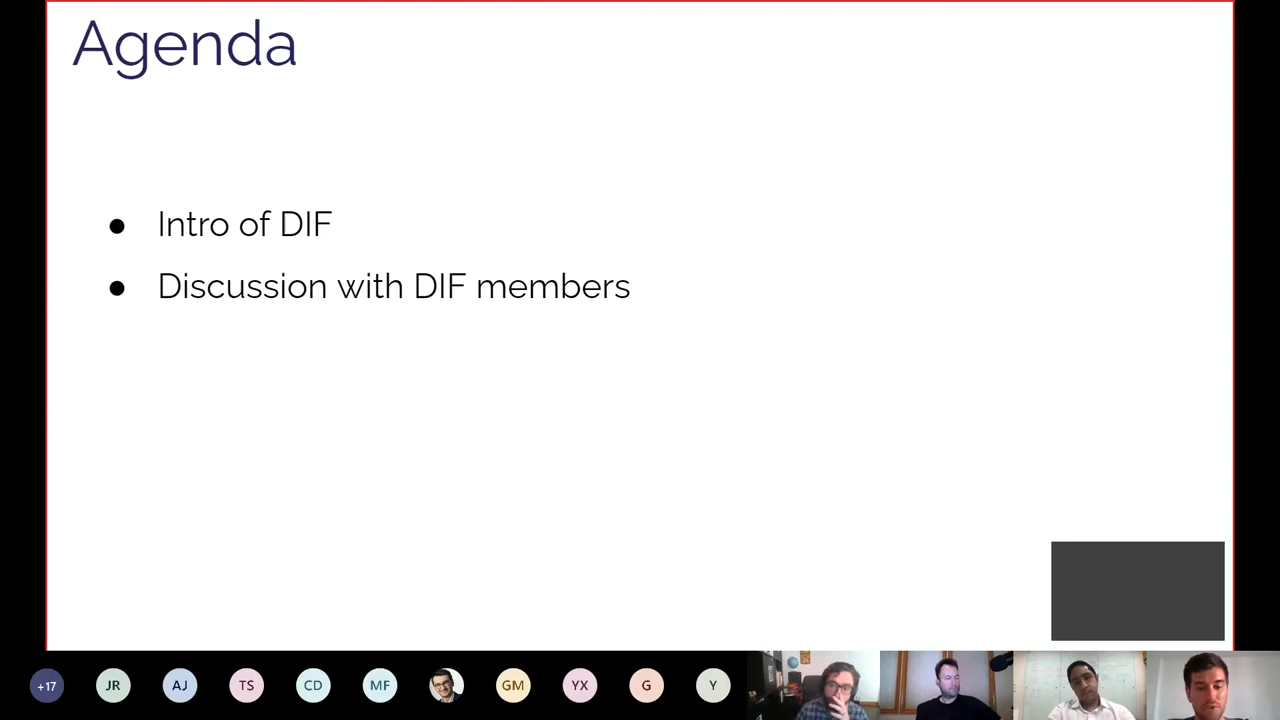 Agenda
● Intro of DIF
● Discussion with DIF members
+17 JR AJ TS CD MF GM YX G Y